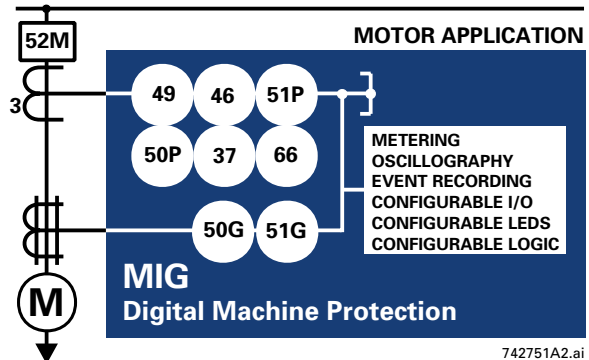 52M
MOTOR APPLICATION
3
49 46 51P
50P 37 66
50G 51G
METERING
OSCILLOGRAPHY
EVENT RECORDING
CONFIGURABLE I/O
CONFIGURABLE LEDS
CONFIGURABLE LOGIC
M
MIG
Digital Machine Protection
742751A2.ai